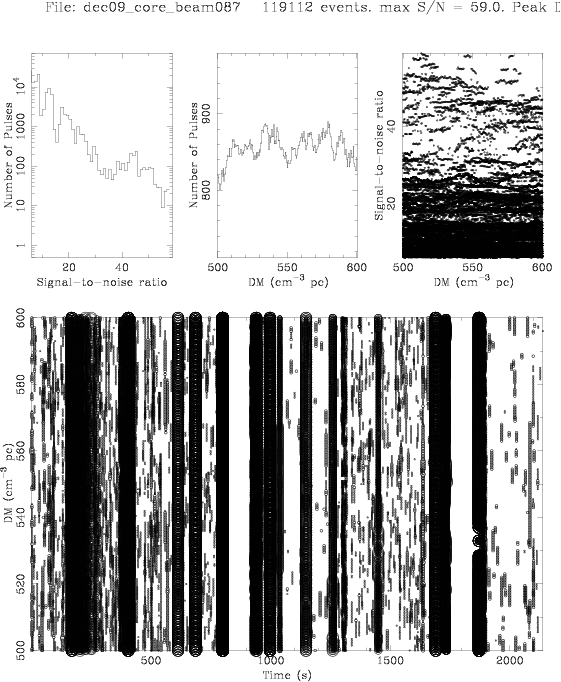 File: dec09_core_beam087 119112 events. max S/N = 59.0. Peak D
Number of Pulses
1 10 100 1000 10^4
20 40
Signal-to-noise ratio
Number of Pulses
800 900
500 550 600
DM (cm^-3 pc)
Signal-to-noise ratio
20 40
500 550 600
DM (cm^-3 pc)
DM (cm^-3 pc)
500 520 540 560 580 600
500 1000 1500 2000
Time (s)